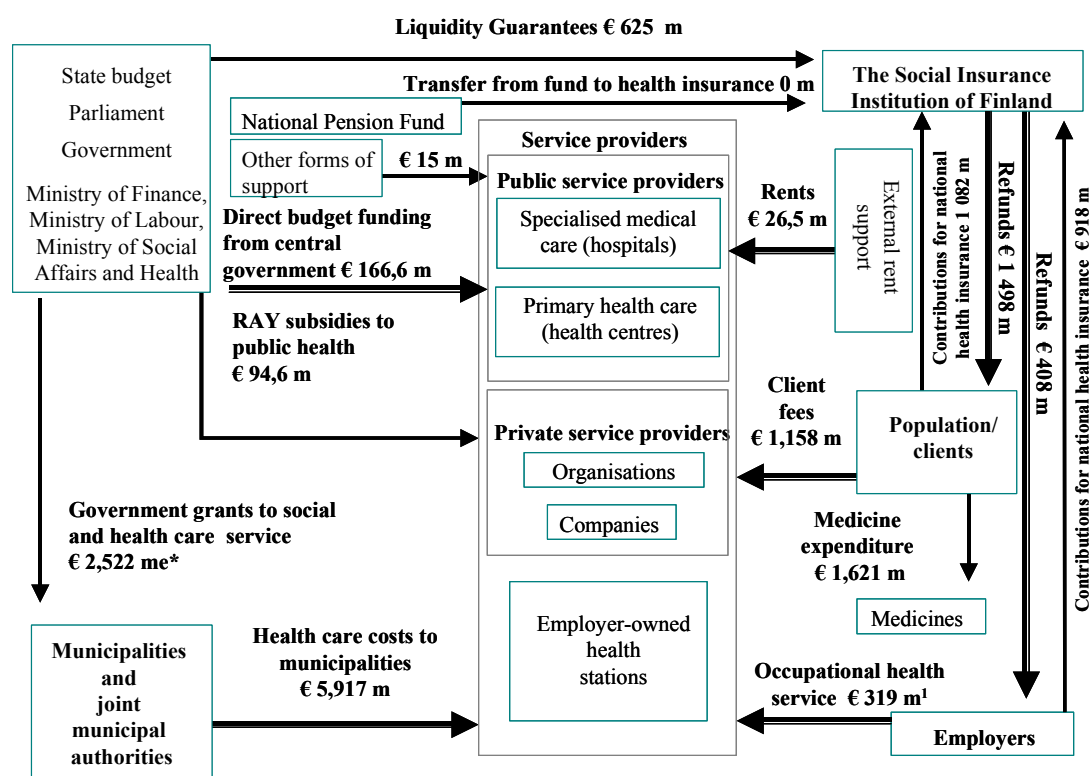 Liquidity Guarantees € 625 m
State budget
Parliament
Government
Ministry of Finance,
Ministry of Labour,
Ministry of Social
Affairs and Health
Transfer from fund to health insurance 0 m
National Pension Fund
The Social Insurance
Institution of Finland
Other forms of
support
€ 15 m
Direct budget funding
from central
government € 166,6 m
RAY subsidies to
public health
€ 94,6 m
Service providers
Public service providers
Specialised medical
care (hospitals)
Primary health care
(health centres)
Rents
€ 26,5 m
External rent
support
Contributions for national
health insurance 1 082 m
Refunds € 1 498 m
Refunds € 408 m
Contributions for national health insurance € 918 m
Private service providers
Organisations
Companies
Client
fees
€ 1,158 m
Population/
clients
Government grants to social
and health care service
€ 2,522 me*
Medicine
expenditure
€ 1,621 m
Medicines
Municipalities
and
joint
municipal
authorities
Health care costs to
municipalities
€ 5,917 m
Employer-owned
health
stations
Occupational health
service € 319 m¹
Employers